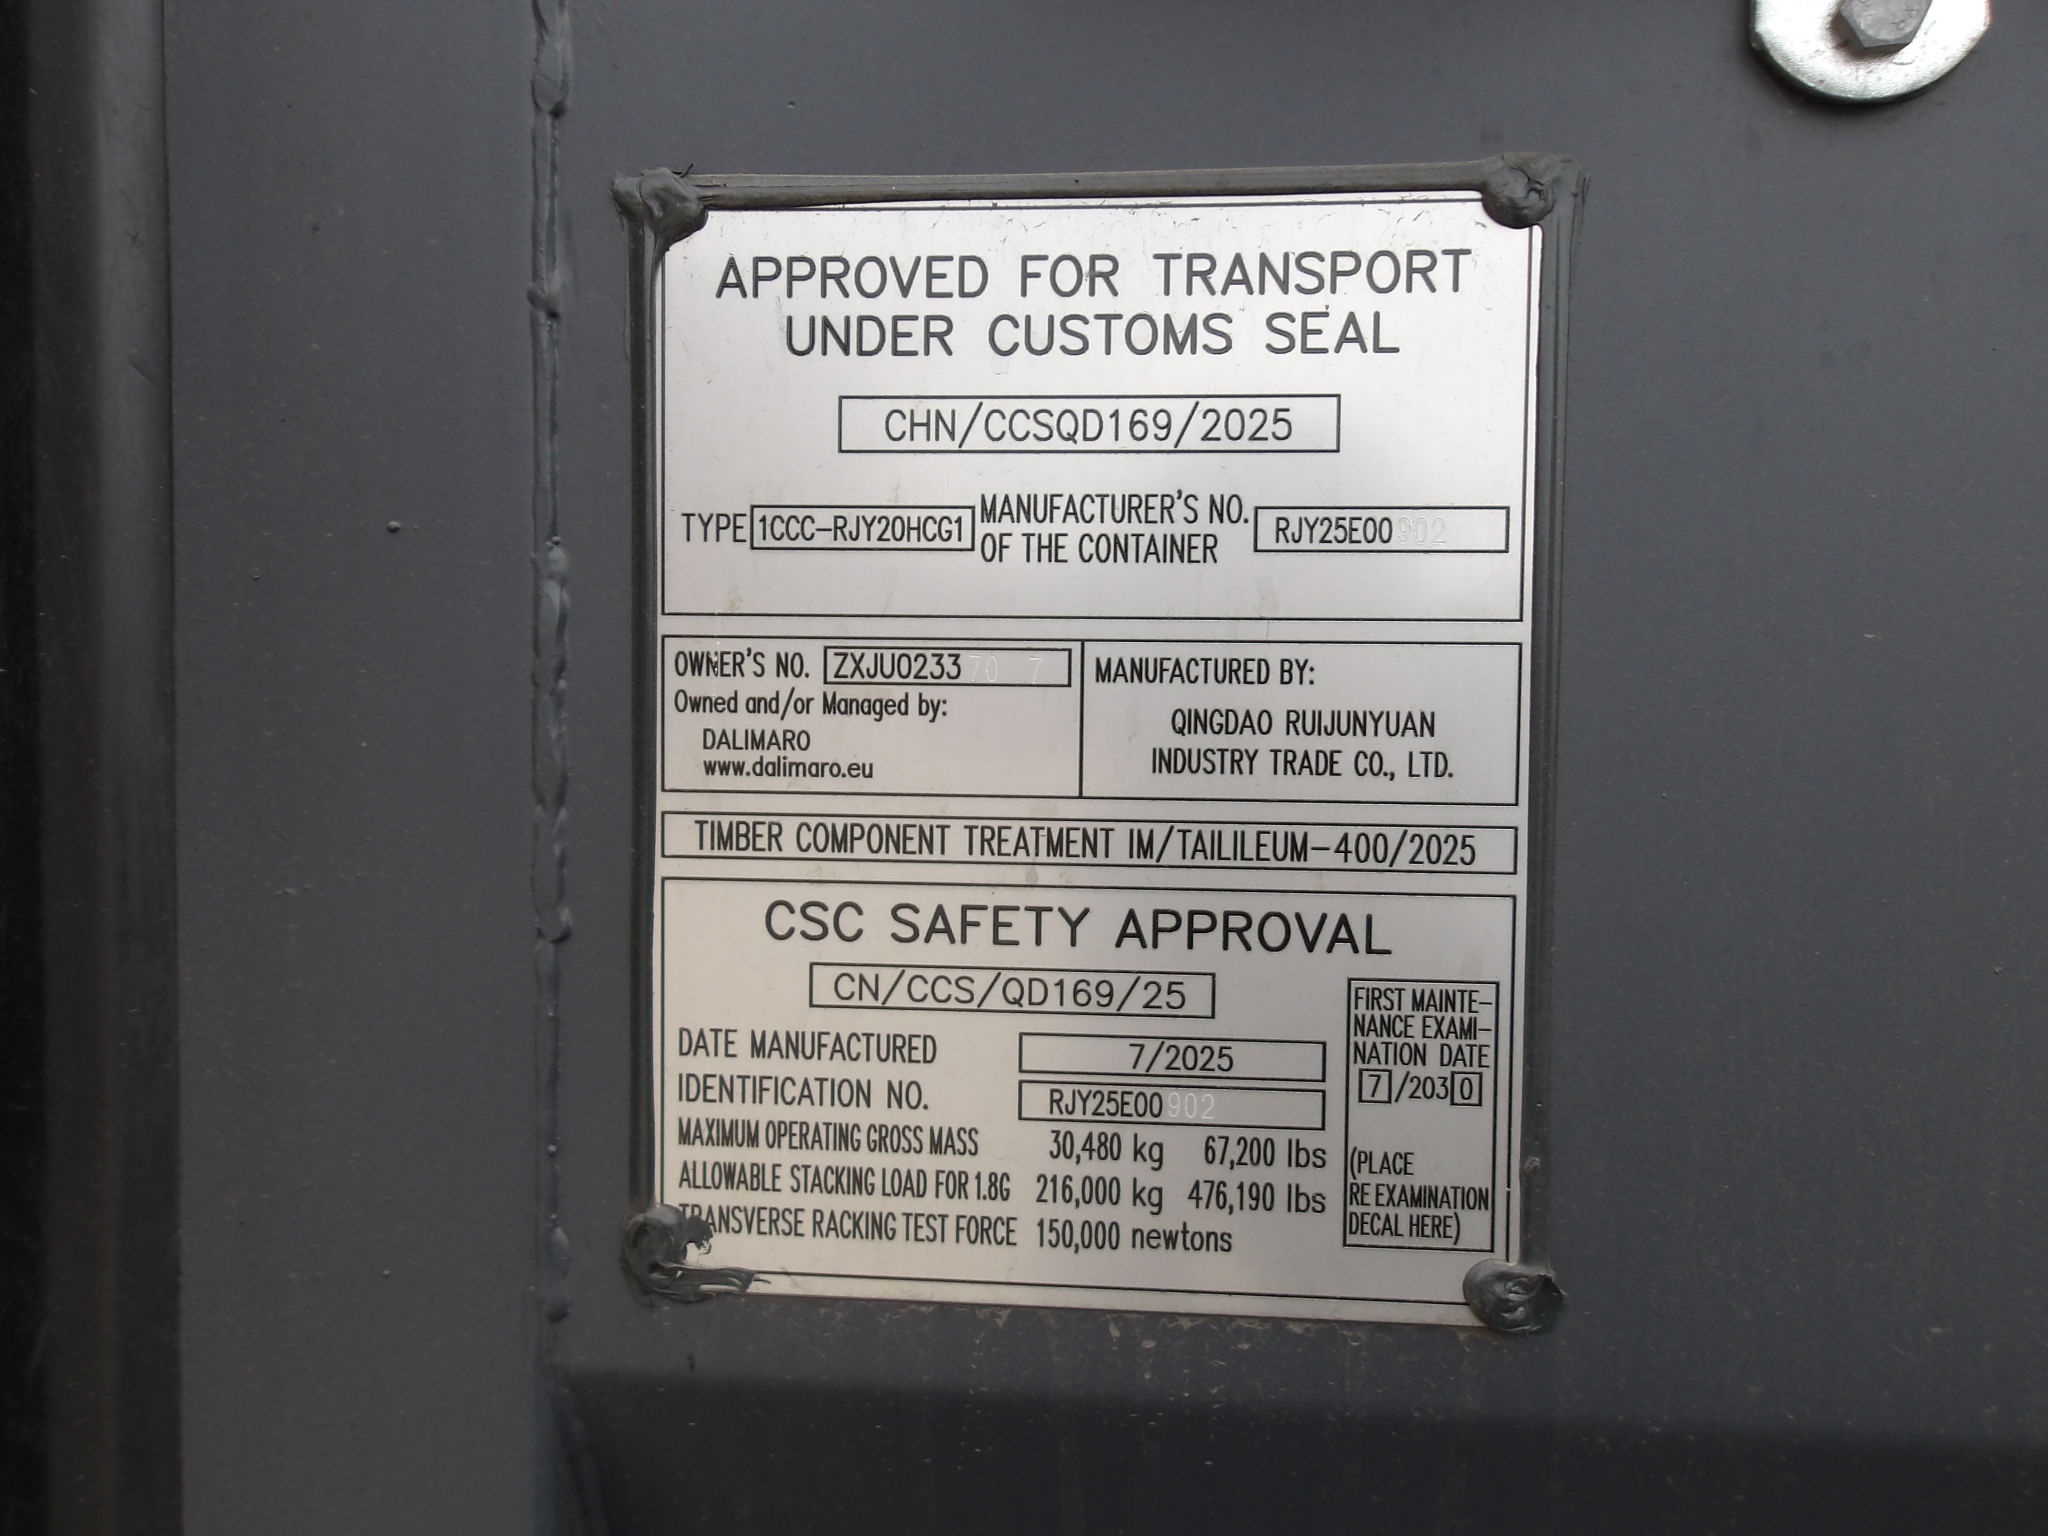 APPROVED FOR TRANSPORT
UNDER CUSTOMS SEAL
CHN/CCSQD169/2025
TYPE 1CCC-RJY20HCG1 MANUFACTURER'S NO. OF THE CONTAINER RJY25E00902
OWNER'S NO. ZXJU023370 7
Owned and/or Managed by:
DALIMARO
www.dalimaro.eu
MANUFACTURED BY:
QINGDAO RUIJUNYUAN
INDUSTRY TRADE CO., LTD.
TIMBER COMPONENT TREATMENT IM/TAILILEUM-400/2025
CSC SAFETY APPROVAL
CN/CCS/QD169/25
DATE MANUFACTURED 7/2025
IDENTIFICATION NO. RJY25E00902
MAXIMUM OPERATING GROSS MASS 30,480 kg 67,200 lbs
ALLOWABLE STACKING LOAD FOR 1.8G 216,000 kg 476,190 lbs
TRANSVERSE RACKING TEST FORCE 150,000 newtons
FIRST MAINTE-
NANCE EXAMI-
NATION DATE
7/2030
(PLACE
RE EXAMINATION
DECAL HERE)